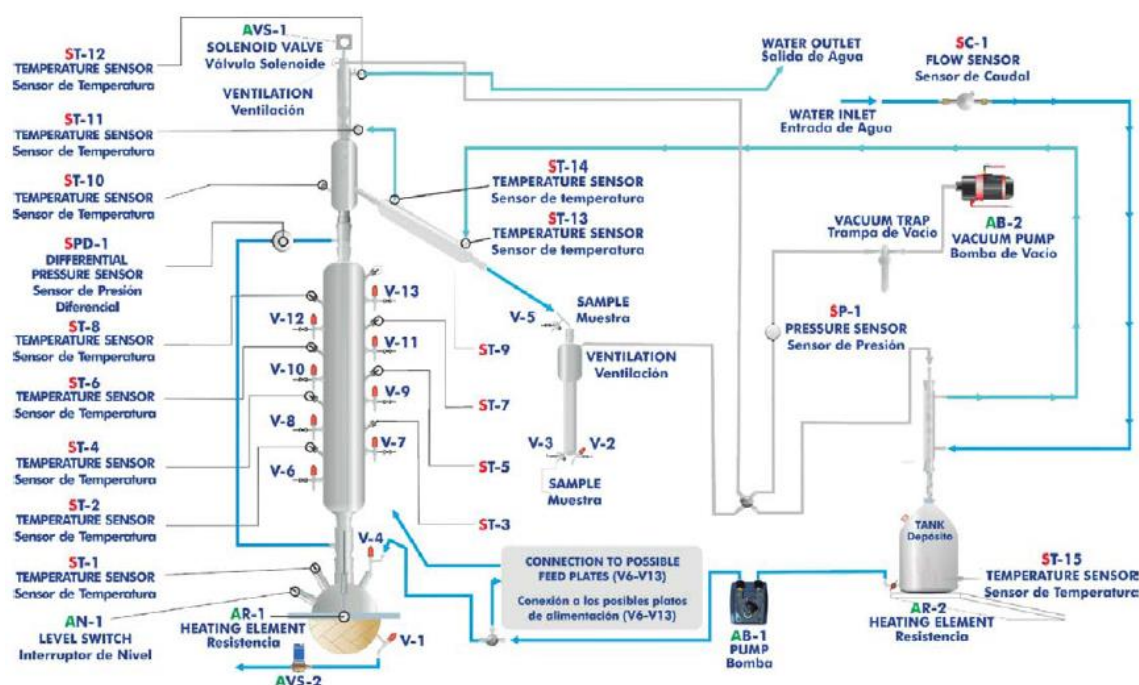 ST-12
TEMPERATURE SENSOR
Sensor de Temperatura
AVS-1
SOLENOID VALVE
Válvula Solenoide
VENTILATION
Ventilación
WATER OUTLET
Salida de Agua
SC-1
FLOW SENSOR
Sensor de Caudal
WATER INLET
Entrada de Agua
ST-11
TEMPERATURE SENSOR
Sensor de Temperatura
ST-10
TEMPERATURE SENSOR
Sensor de Temperatura
ST-14
TEMPERATURE SENSOR
Sensor de temperatura
ST-13
TEMPERATURE SENSOR
Sensor de temperatura
VACUUM TRAP
Trampa de Vacio
AB-2
VACUUM PUMP
Bomba de Vacio
SPD-1
DIFFERENTIAL
PRESSURE SENSOR
Sensor de Presión
Diferencial
SP-1
PRESSURE SENSOR
Sensor de Presión
V-13
V-12
V-11
V-10
V-9
V-8
V-7
V-6
V-5
SAMPLE
Muestra
VENTILATION
Ventilación
ST-8
TEMPERATURE SENSOR
Sensor de Temperatura
ST-9
ST-6
TEMPERATURE SENSOR
Sensor de Temperatura
ST-7
ST-4
TEMPERATURE SENSOR
Sensor de Temperatura
ST-5
V-3
V-2
SAMPLE
Muestra
ST-2
TEMPERATURE SENSOR
Sensor de Temperatura
ST-3
V-4
ST-1
TEMPERATURE SENSOR
Sensor de Temperatura
CONNECTION TO POSSIBLE
FEED PLATES (V6-V13)
Conexión a los posibles platos
de alimentación (V6-V13)
TANK
Depósito
ST-15
TEMPERATURE SENSOR
Sensor de Temperatura
AN-1
LEVEL SWITCH
Interruptor de Nivel
AR-1
HEATING ELEMENT
Resistencia
V-1
AVS-2
AB-1
PUMP
Bomba
AR-2
HEATING ELEMENT
Resistencia